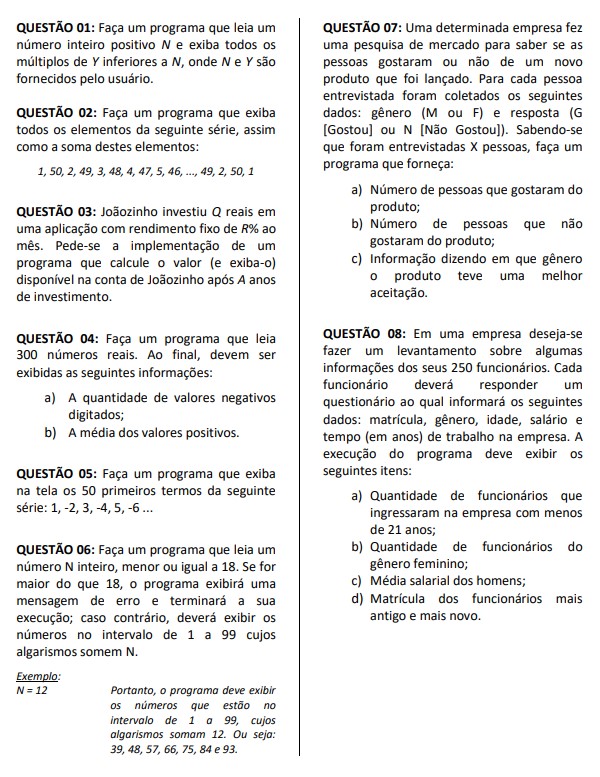 QUESTÃO 01: Faça um programa que leia um
número inteiro positivo N e exiba todos os
múltiplos de Y inferiores a N, onde N e Y são
fornecidos pelo usuário.
QUESTÃO 02: Faça um programa que exiba
todos os elementos da seguinte série, assim
como a soma destes elementos:
1, 50, 2, 49, 3, 48, 4, 47, 5, 46, ..., 49, 2, 50, 1
QUESTÃO 03: Joãozinho investiu Q reais em
uma aplicação com rendimento fixo de R% ao
mês. Pede-se a implementação de um
programa que calcule o valor (e exiba-o)
disponível na conta de Joãozinho após A anos
de investimento.
QUESTÃO 04: Faça um programa que leia
300 números reais. Ao final, devem ser
exibidas as seguintes informações:
a) A quantidade de valores negativos
digitados;
b) A média dos valores positivos.
QUESTÃO 05: Faça um programa que exiba
na tela os 50 primeiros termos da seguinte
série: 1, -2, 3, -4, 5, -6 ...
QUESTÃO 06: Faça um programa que leia um
número N inteiro, menor ou igual a 18. Se for
maior do que 18, o programa exibirá uma
mensagem de erro e terminará a sua
execução; caso contrário, deverá exibir os
números no intervalo de 1 a 99 cujos
algarismos somem N.
Exemplo:
N = 12 Portanto, o programa deve exibir
os números que estão no
intervalo de 1 a 99, cujos
algarismos somam 12. Ou seja:
39, 48, 57, 66, 75, 84 e 93.
QUESTÃO 07: Uma determinada empresa fez
uma pesquisa de mercado para saber se as
pessoas gostaram ou não de um novo
produto que foi lançado. Para cada pessoa
entrevistada foram coletados os seguintes
dados: gênero (M ou F) e resposta (G
[Gostou] ou N [Não Gostou]). Sabendo-se
que foram entrevistadas X pessoas, faça um
programa que forneça:
a) Número de pessoas que gostaram do
produto;
b) Número de pessoas que não
gostaram do produto;
c) Informação dizendo em que gênero
o produto teve uma melhor
aceitação.
QUESTÃO 08: Em uma empresa deseja-se
fazer um levantamento sobre algumas
informações dos seus 250 funcionários. Cada
funcionário deverá responder um
questionário ao qual informará os seguintes
dados: matrícula, gênero, idade, salário e
tempo (em anos) de trabalho na empresa. A
execução do programa deve exibir os
seguintes itens:
a) Quantidade de funcionários que
ingressaram na empresa com menos
de 21 anos;
b) Quantidade de funcionários do
gênero feminino;
c) Média salarial dos homens;
d) Matrícula dos funcionários mais
antigo e mais novo.